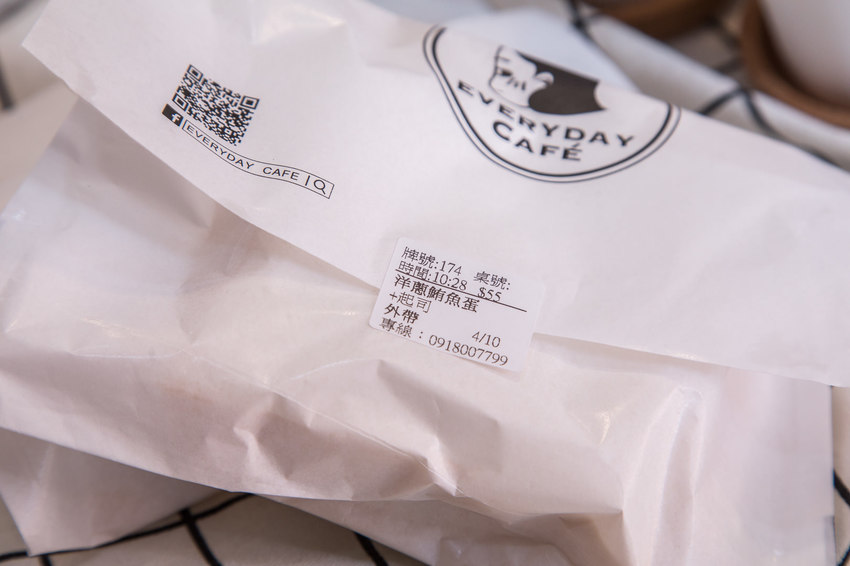 EVERYDAY
CAFÉ
EVERYDAY CAFE
牌號:174 桌號:
時間:10:28 $55
洋蔥鮪魚蛋
+起司
外帶 4/10
專線:0918007799